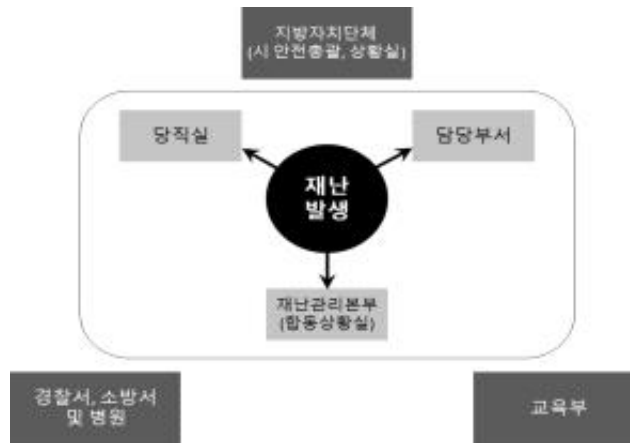 지방자치단체
(시 안전총괄, 상황실)
당직실
담당부서
재난
발생
재난관리본부
(합동상황실)
경찰서, 소방서
및 병원
교육부